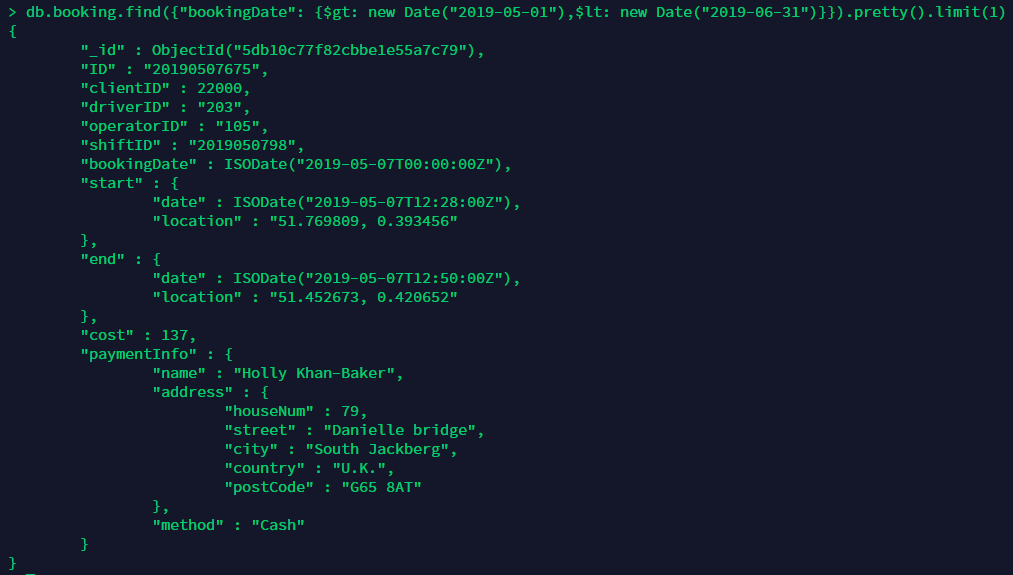 > db.booking.find({"bookingDate": {$gt: new Date("2019-05-01"),$lt: new Date("2019-06-31")}}).pretty().limit(1)
{
        "_id" : ObjectId("5db10c77f82cbbe1e55a7c79"),
        "ID" : "20190507675",
        "clientID" : 22000,
        "driverID" : "203",
        "operatorID" : "105",
        "shiftID" : "2019050798",
        "bookingDate" : ISODate("2019-05-07T00:00:00Z"),
        "start" : {
                "date" : ISODate("2019-05-07T12:28:00Z"),
                "location" : "51.769809, 0.393456"
        },
        "end" : {
                "date" : ISODate("2019-05-07T12:50:00Z"),
                "location" : "51.452673, 0.420652"
        },
        "cost" : 137,
        "paymentInfo" : {
                "name" : "Holly Khan-Baker",
                "address" : {
                        "houseNum" : 79,
                        "street" : "Danielle bridge",
                        "city" : "South Jackberg",
                        "country" : "U.K.",
                        "postCode" : "G65 8AT"
                },
                "method" : "Cash"
        }
}